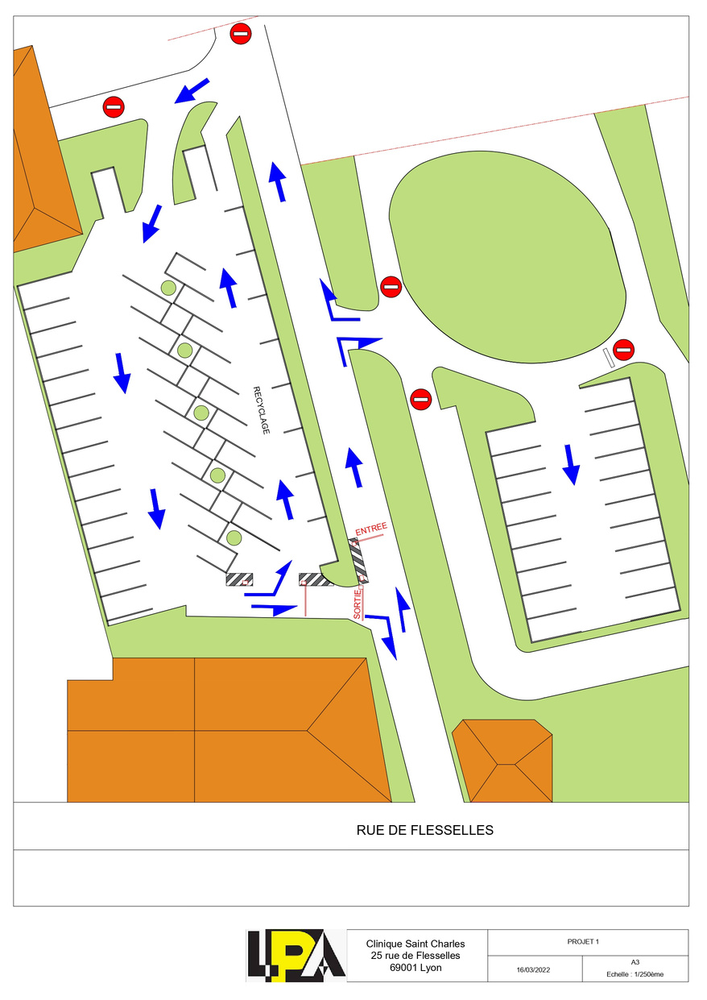 RECYCLAGE
ENTREE
SORTIE
RUE DE FLESSELLES
LPA
Clinique Saint Charles
25 rue de Flesselles
69001 Lyon
PROJET 1
16/03/2022
A3
Echelle : 1/250ème